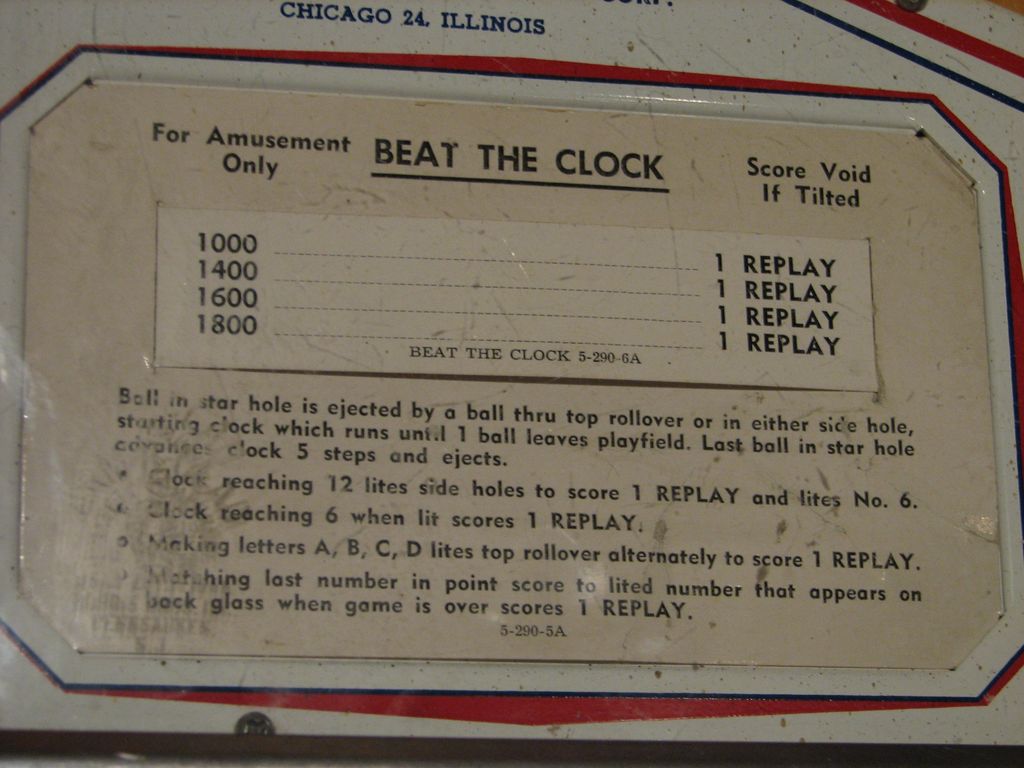 CHICAGO 24, ILLINOIS
For Amusement Only
BEAT THE CLOCK
Score Void If Tilted
1000 1 REPLAY
1400 1 REPLAY
1600 1 REPLAY
1800 1 REPLAY
BEAT THE CLOCK 5-290-6A
Ball in star hole is ejected by a ball thru top rollover or in either side hole,
starting clock which runs until 1 ball leaves playfield. Last ball in star hole
advances clock 5 steps and ejects.
Clock reaching 12 lites side holes to score 1 REPLAY and lites No. 6.
Clock reaching 6 when lit scores 1 REPLAY.
Making letters A, B, C, D lites top rollover alternately to score 1 REPLAY.
Matching last number in point score to lited number that appears on
back glass when game is over scores 1 REPLAY.
5-290-5A